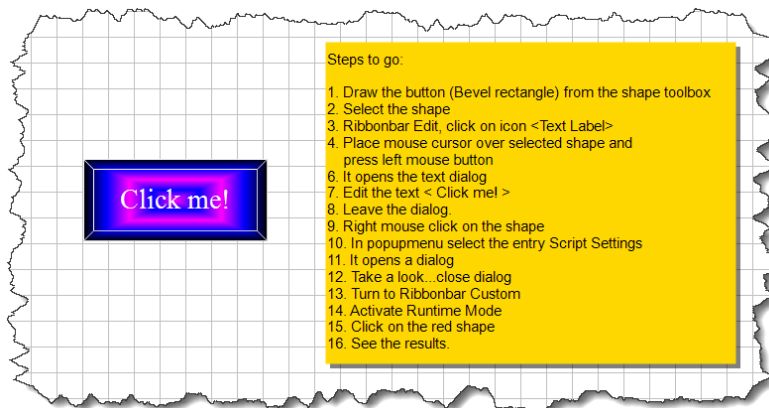 Steps to go:
1. Draw the button (Bevel rectangle) from the shape toolbox
2. Select the shape
3. Ribbonbar Edit, click on icon <Text Label>
4. Place mouse cursor over selected shape and
press left mouse button
6. It opens the text dialog
7. Edit the text < Click me! >
8. Leave the dialog.
9. Right mouse click on the shape
10. In popupmenu select the entry Script Settings
11. It opens a dialog
12. Take a look...close dialog
13. Turn to Ribbonbar Custom
14. Activate Runtime Mode
15. Click on the red shape
16. See the results.
Click me!